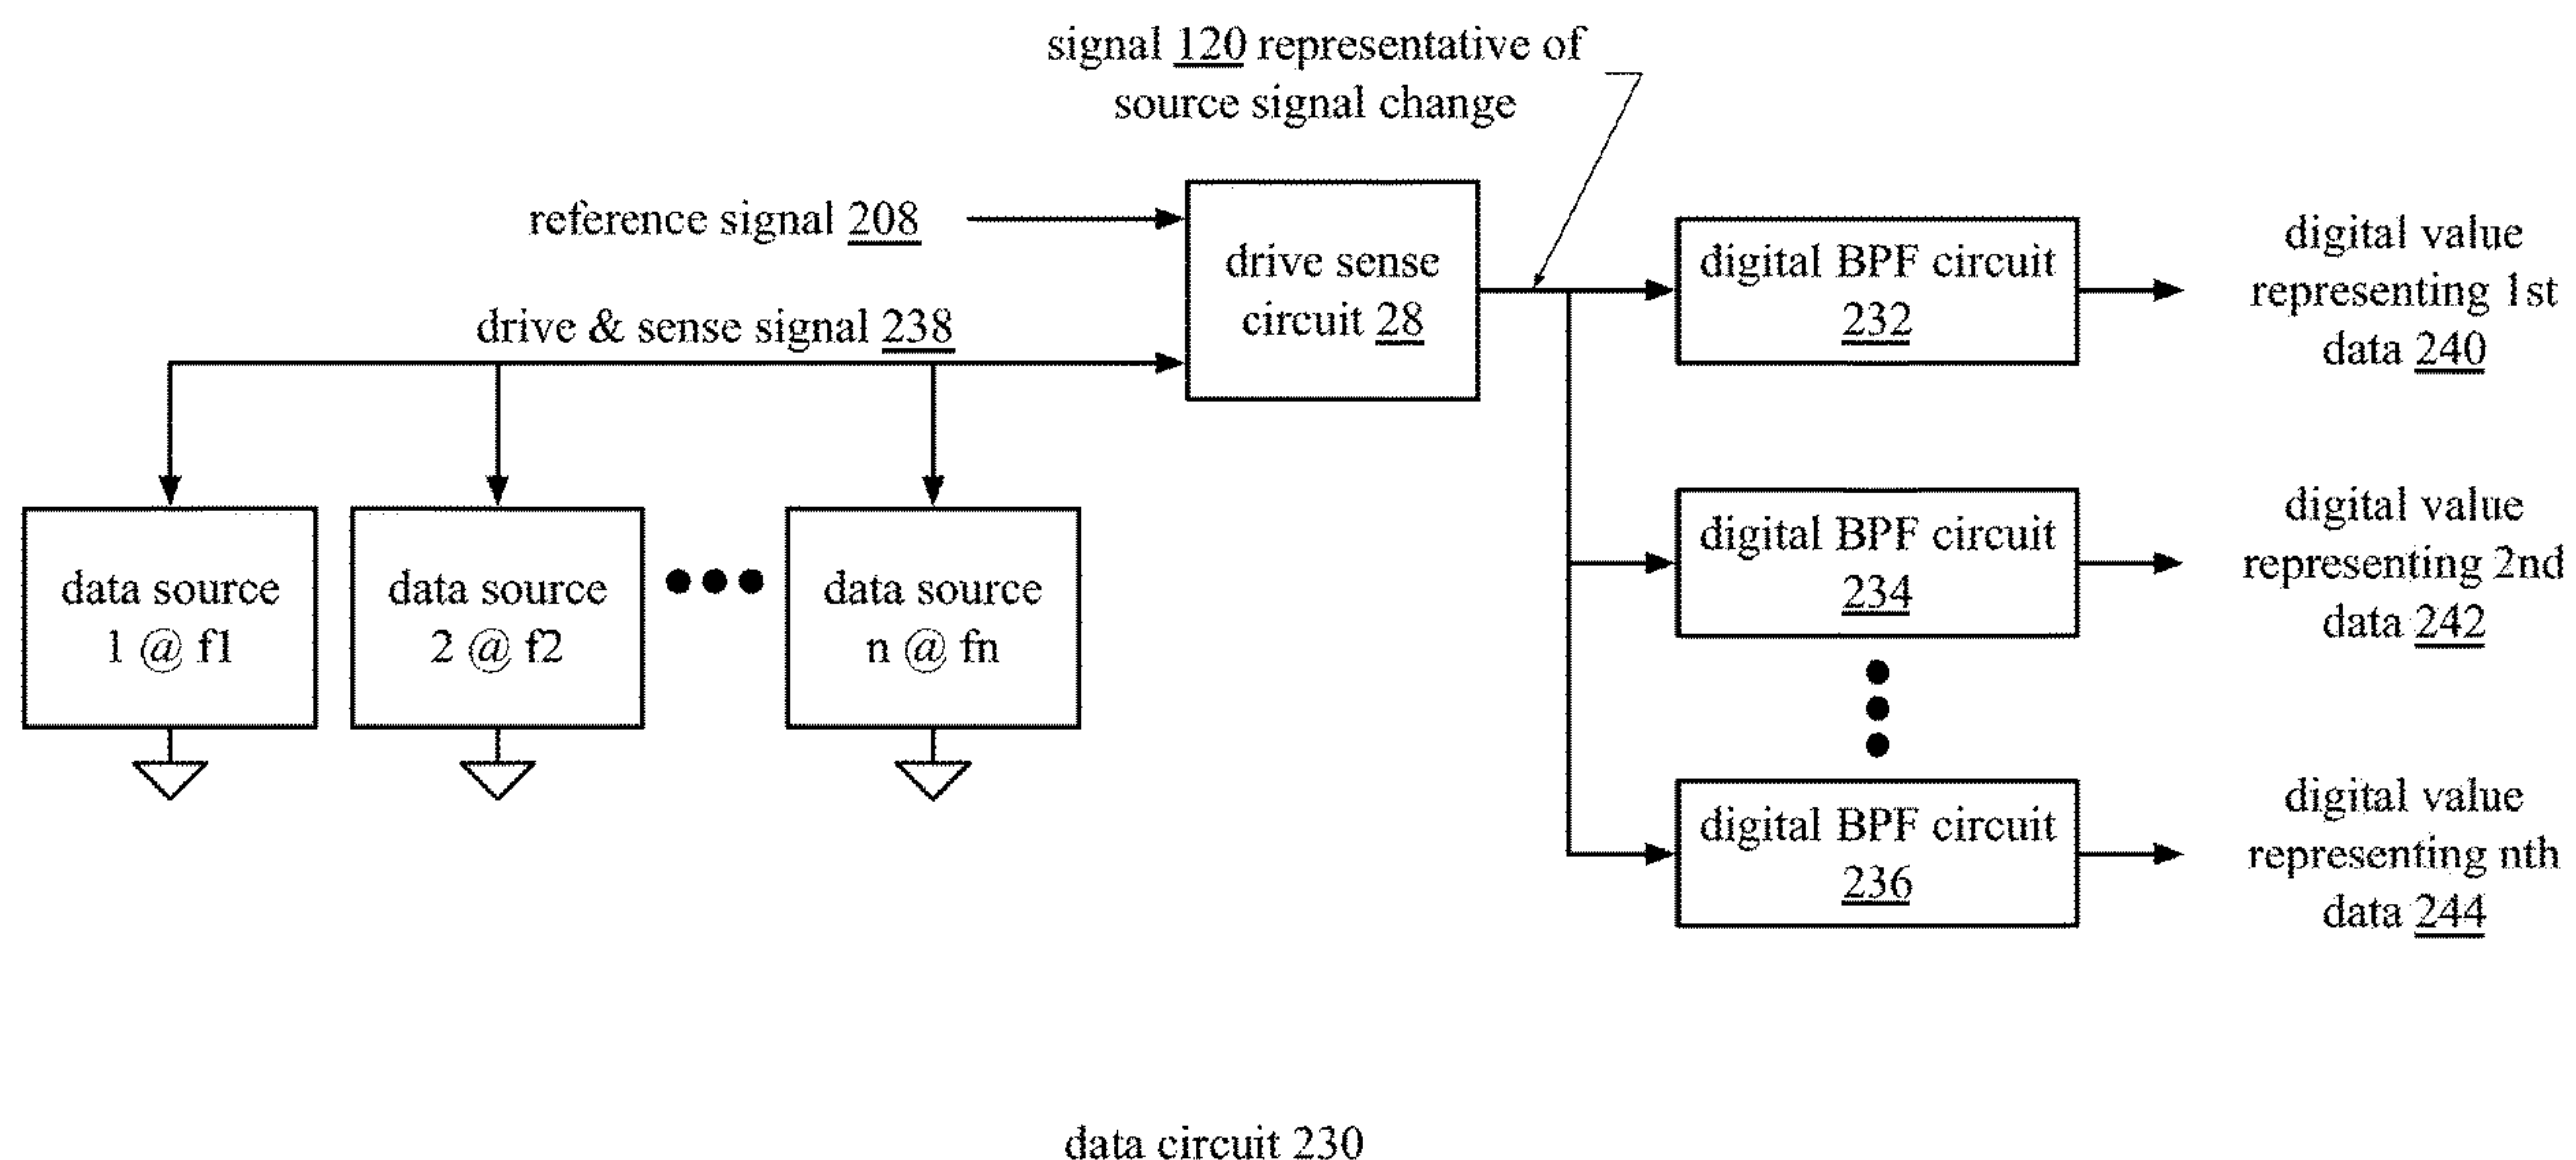 signal 120 representative of
source signal change
reference signal 208
drive & sense signal 238
drive sense
circuit 28
digital BPF circuit
232
digital value
representing 1st
data 240
data source
1 @ f1
data source
2 @ f2
data source
n @ fn
digital BPF circuit
234
digital value
representing 2nd
data 242
digital BPF circuit
236
digital value
representing nth
data 244
data circuit 230